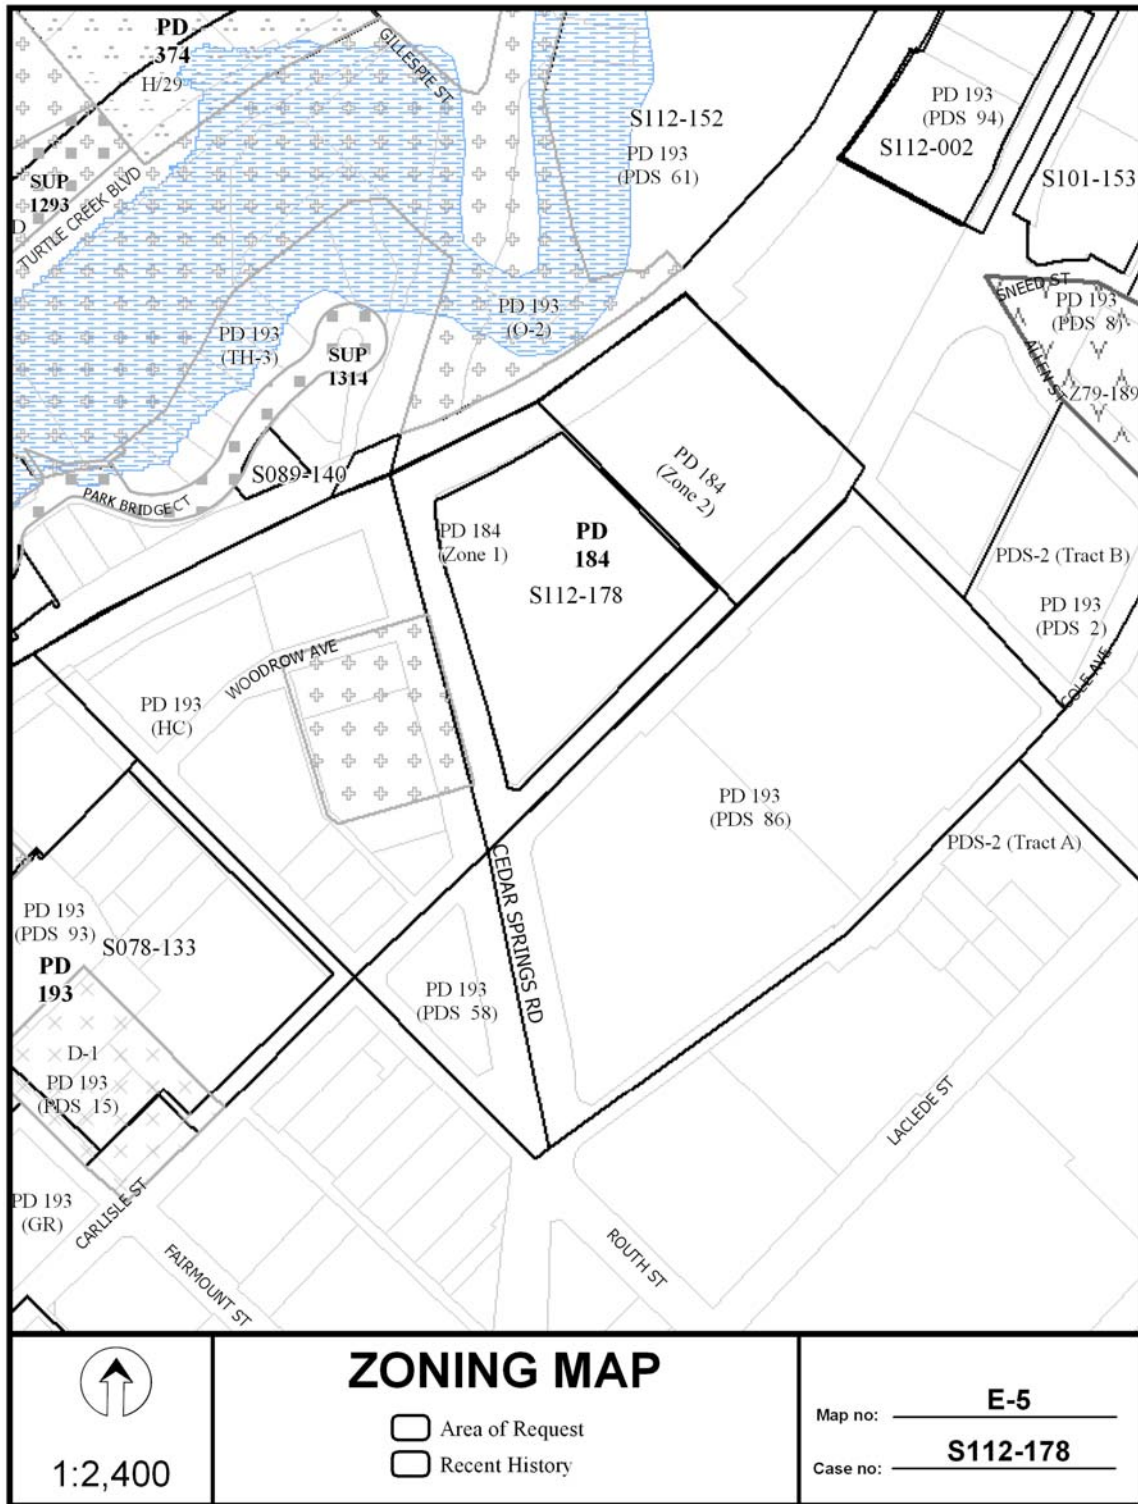 PD
374
H/29
GILLESPIE ST
S112-152
PD 193
(PDS 61)
PD 193
(PDS 94)
S112-002
S101-153
SUP
1293
D
TURTLE CREEK BLVD
SNEED ST
PD 193
(PDS 8)
ALLEN ST
Z79-189
PD 193
(TH-3)
PD 193
(O-2)
SUP
1314
S089-140
PARK BRIDGE CT
PD 184
(Zone 2)
PD 184
(Zone 1)
PD
184
S112-178
PDS-2 (Tract B)
PD 193
(PDS 2)
COLE AVE
WOODROW AVE
PD 193
(HC)
PD 193
(PDS 86)
PDS-2 (Tract A)
CEDAR SPRINGS RD
PD 193
(PDS 93)
S078-133
PD
193
PD 193
(PDS 58)
D-1
PD 193
(PDS 15)
LACLEDE ST
PD 193
(GR)
CARLISLE ST
FAIRMOUNT ST
ROUTH ST
1:2,400
ZONING MAP
Area of Request
Recent History
Map no: E-5
Case no: S112-178